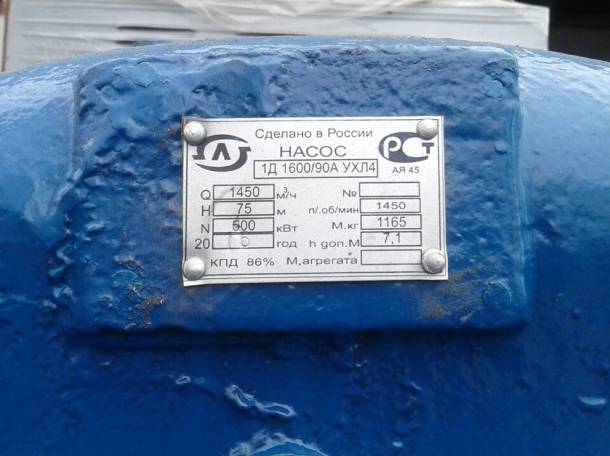 Сделано в России
НАСОС
1Д 1600/90А УХЛ4
РСТ
АЯ 45
Q 1450 м³/ч №
Н 75 м п/.об/мин 1450
N 500 кВт М.кг 1165
20 год h gon.М 7,1
КПД 86% М,агрегата